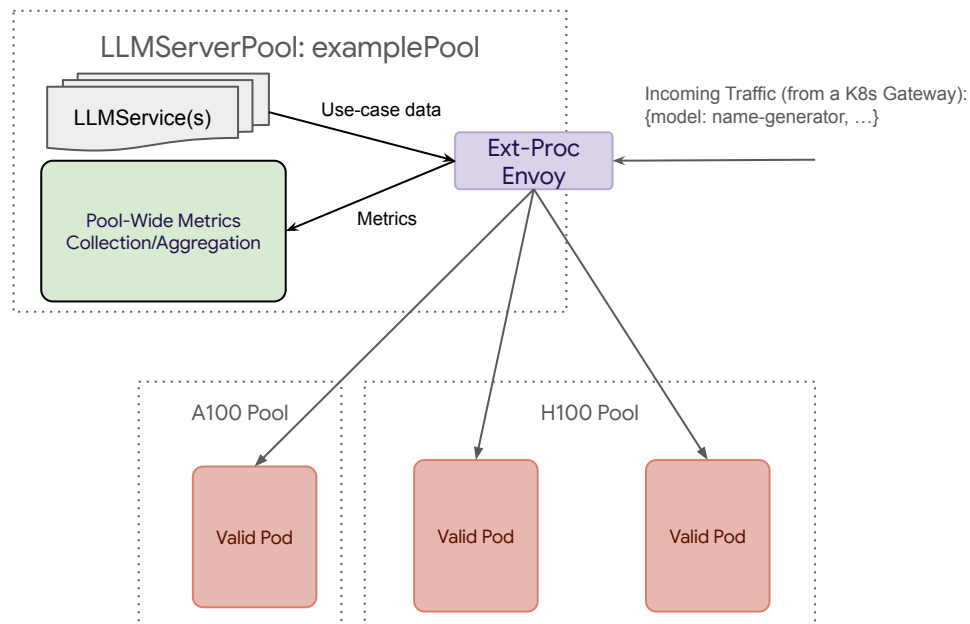 LLMServerPool: examplePool
LLMService(s)
Use-case data
Incoming Traffic (from a K8s Gateway):
{model: name-generator, …}
Ext-Proc
Envoy
Pool-Wide Metrics
Collection/Aggregation
Metrics
A100 Pool
H100 Pool
Valid Pod
Valid Pod
Valid Pod